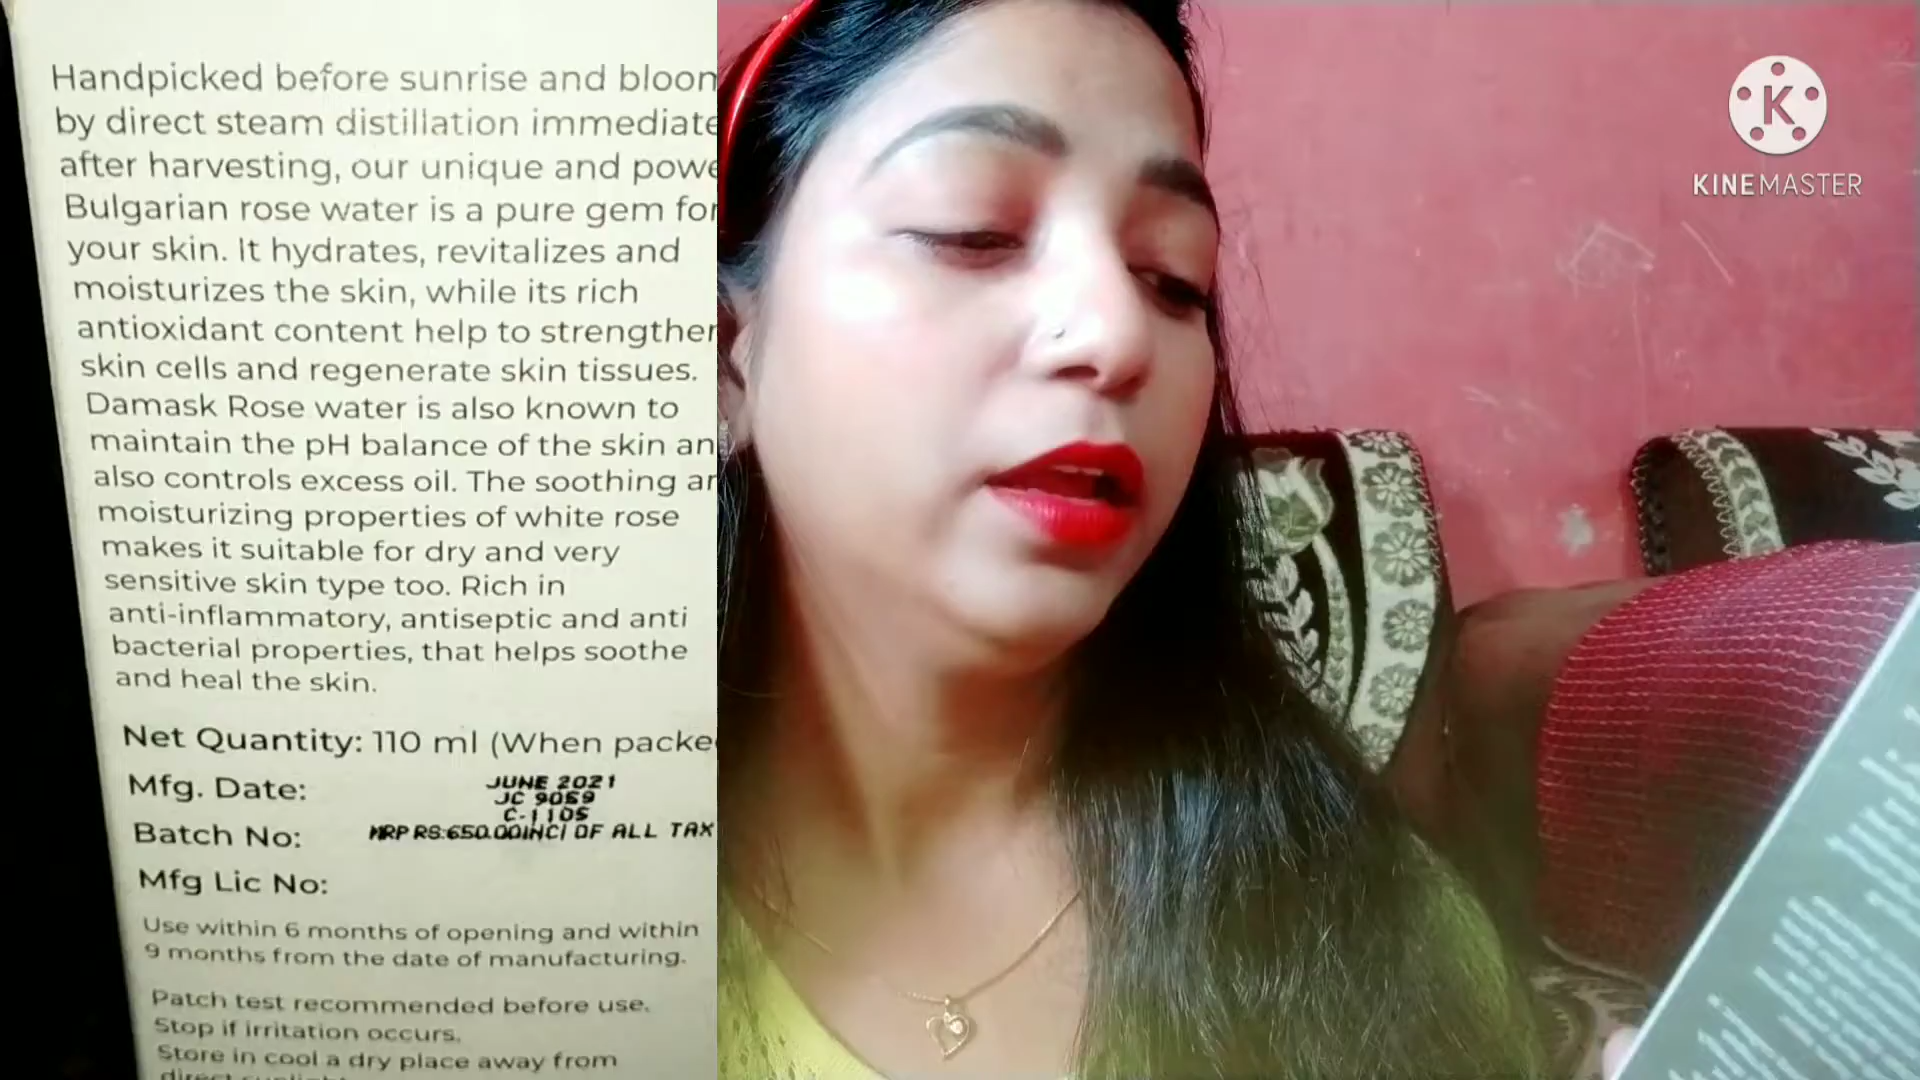 Handpicked before sunrise and bloom
by direct steam distillation immediate
after harvesting, our unique and powe
Bulgarian rose water is a pure gem for
your skin. It hydrates, revitalizes and
moisturizes the skin, while its rich
antioxidant content help to strengthen
skin cells and regenerate skin tissues.
Damask Rose water is also known to
maintain the pH balance of the skin an
also controls excess oil. The soothing ar
moisturizing properties of white rose
makes it suitable for dry and very
sensitive skin type too. Rich in
anti-inflammatory, antiseptic and anti
bacterial properties, that helps soothe
and heal the skin.
Net Quantity: 110 ml (When packe
Mfg. Date: JUNE 2021
JC 9059
C-1105
Batch No: MRP RS.650.00INCl OF ALL TAX
Mfg Lic No:
Use within 6 months of opening and within
9 months from the date of manufacturing.
Patch test recommended before use.
Stop if irritation occurs.
Store in cool a dry place away from
direct
K
KINEMASTER